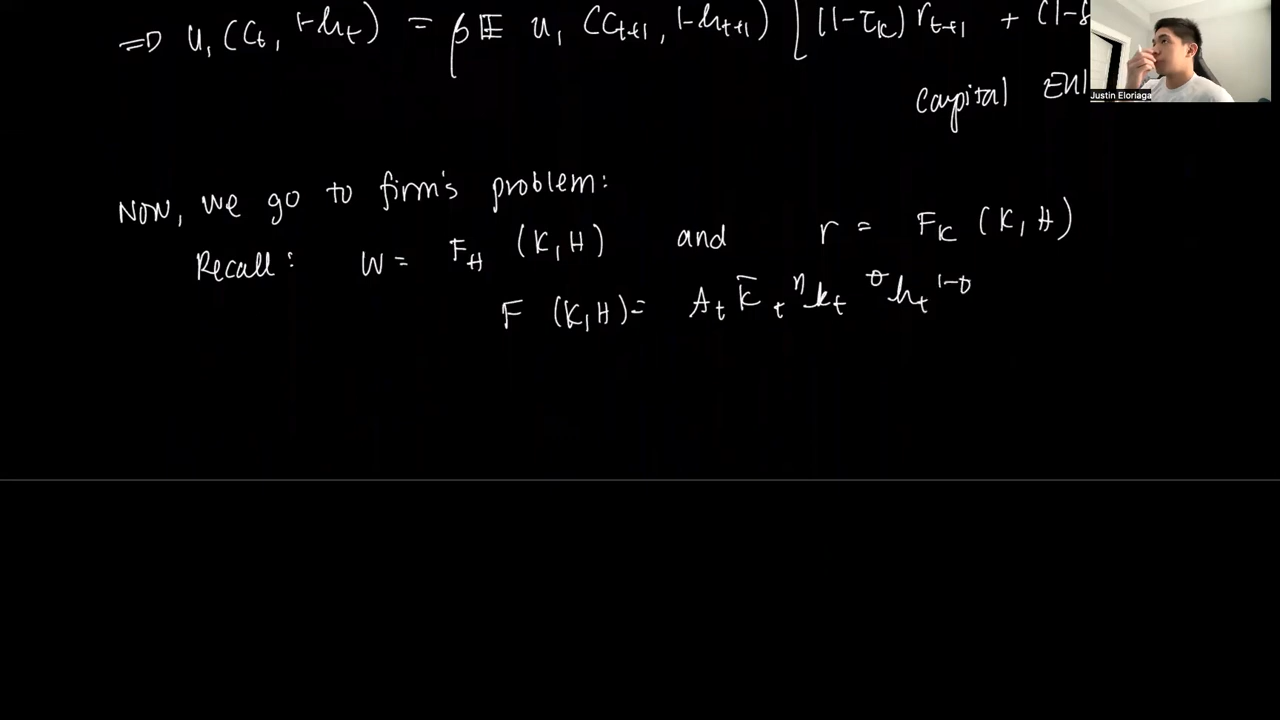 ⇒ u₁(cₜ, 1-hₜ) = β𝔼 u₁(cₜ₊₁, 1-hₜ₊₁) [(1-τₖ) rₜ₊₁ + (1-δ
capital
Justin Eloriaga
Now, we go to firm's problem:
Recall: W = F_H (K, H) and r = F_K (K, H)
F (K, H) = Aₜ K̄ₜ^η kₜ^θ hₜ^{1-θ}